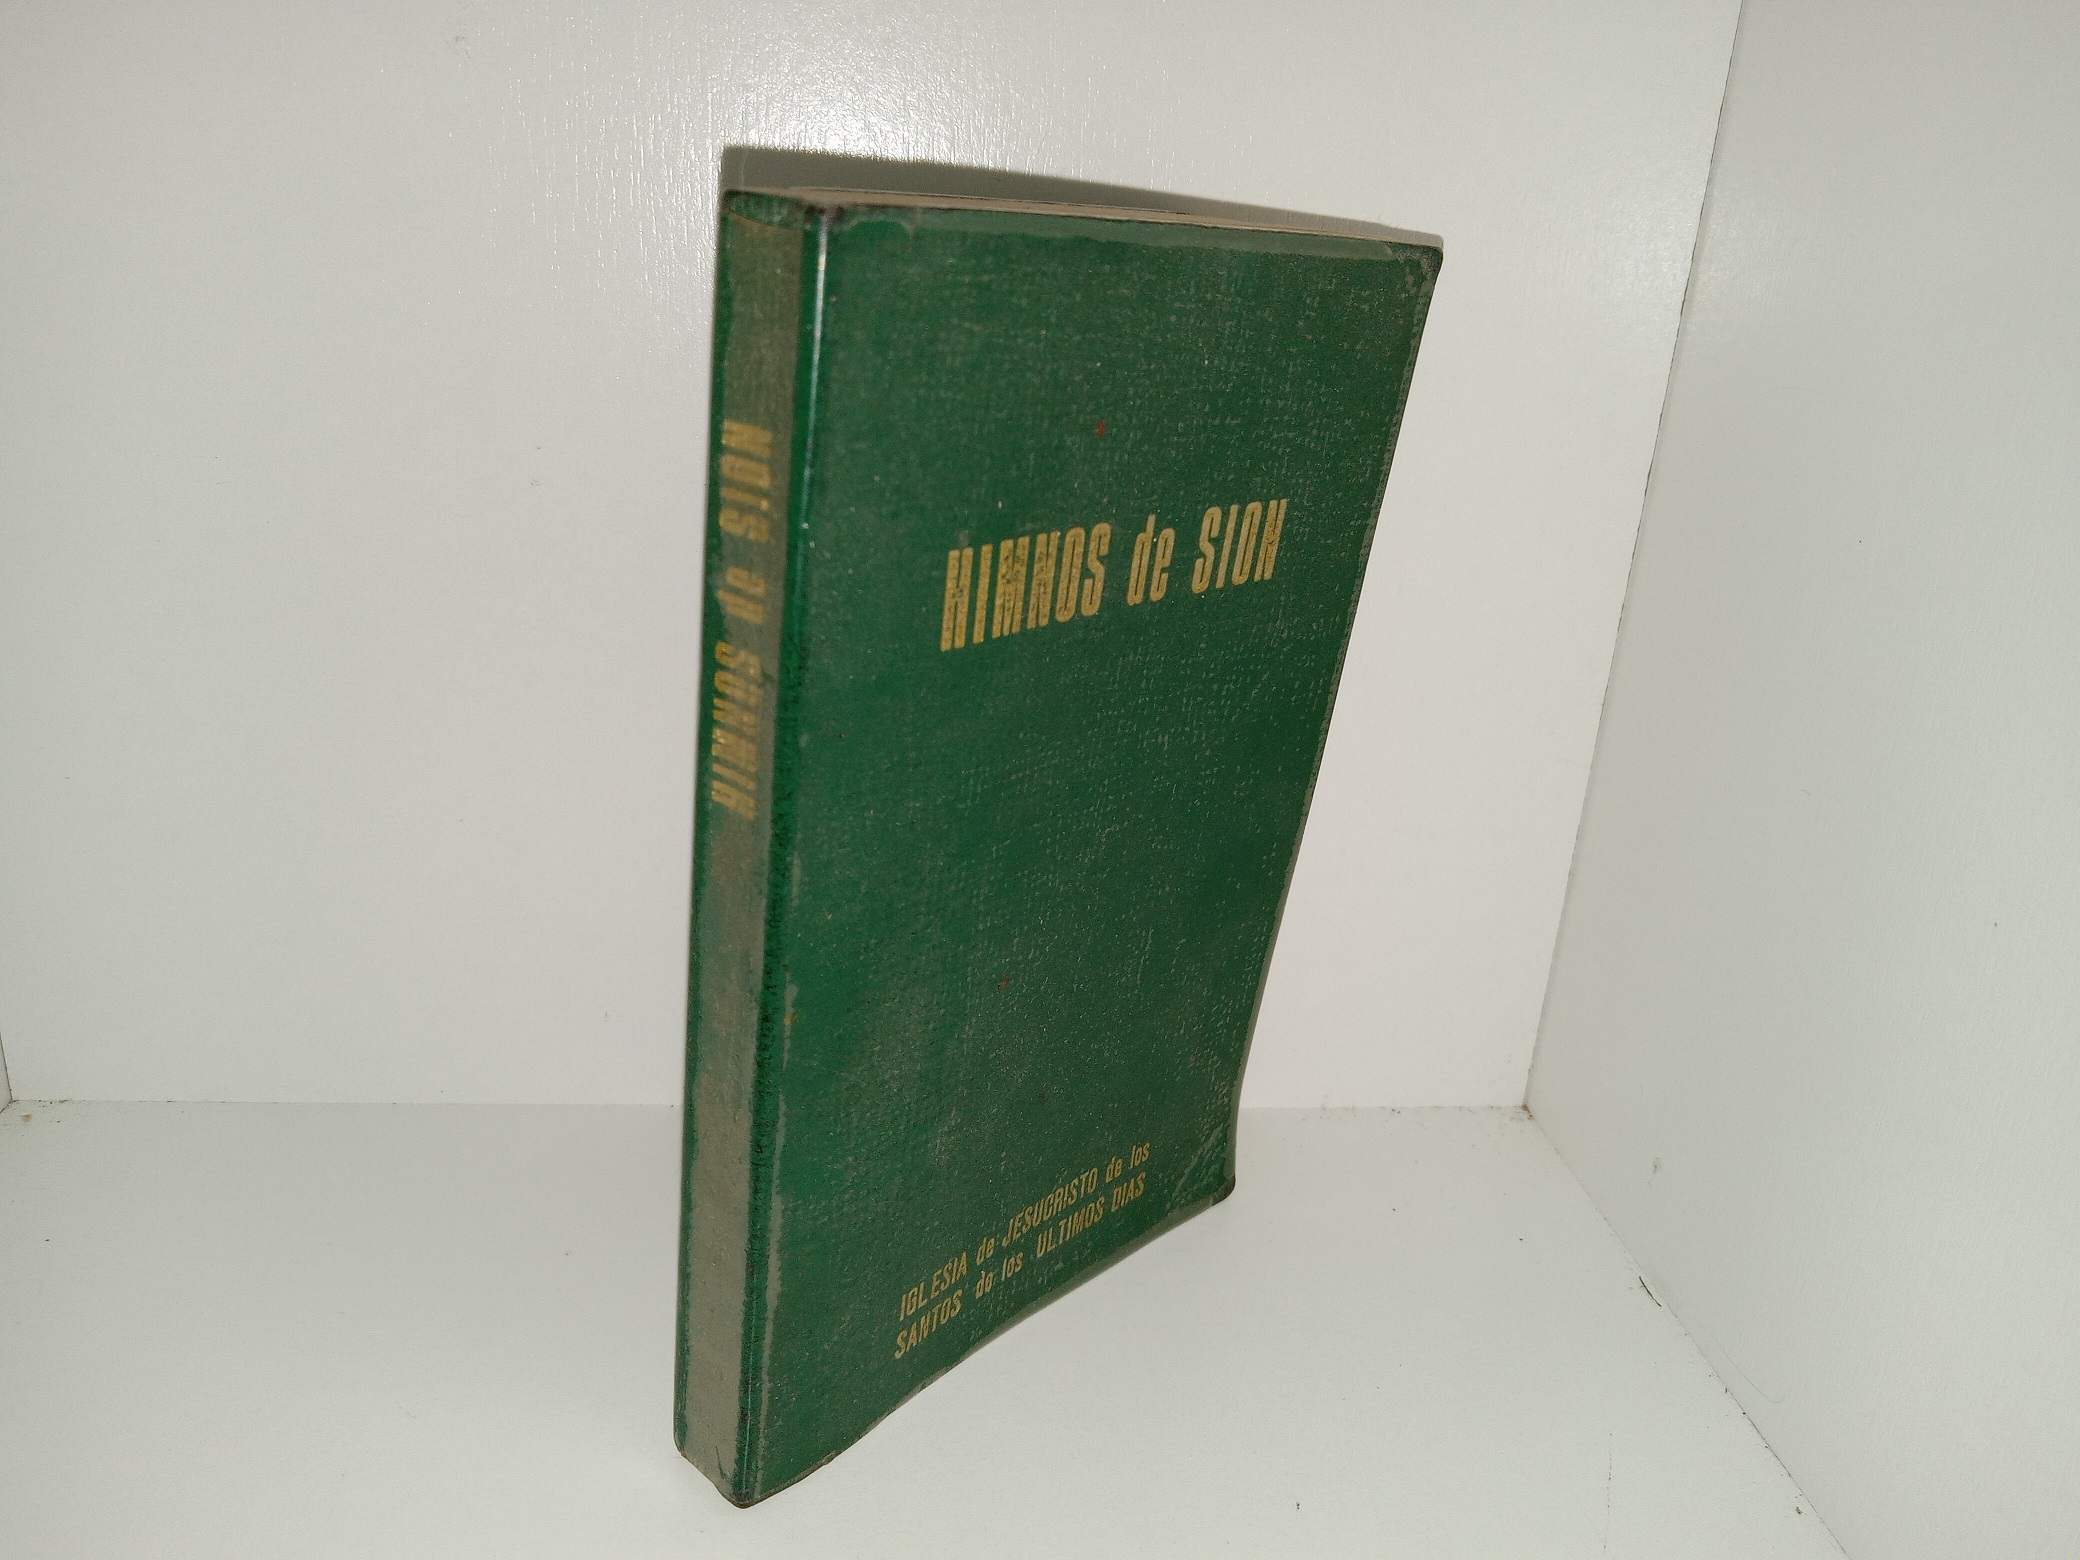 HIMNOS de SION
HIMNOS de SION
IGLESIA de JESUCRISTO de los
SANTOS de los ULTIMOS DIAS